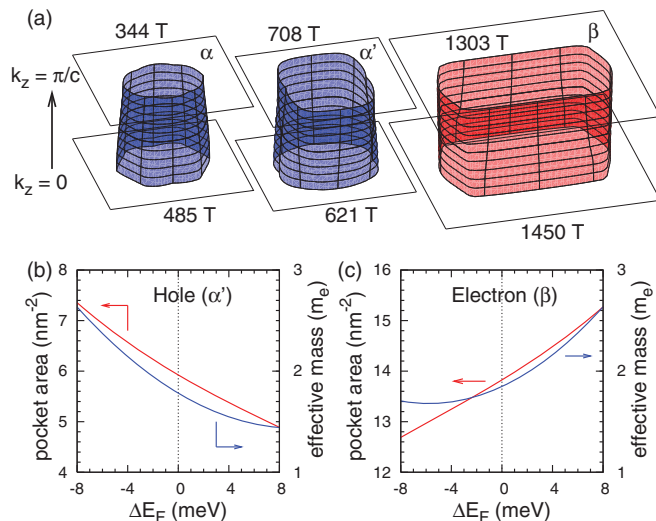 (a)
344 T
α
708 T
α'
1303 T
β
k_z = π/c
k_z = 0
485 T
621 T
1450 T
(b)
Hole (α')
pocket area (nm⁻²)
8
7
6
5
4
3
2
1
effective mass (m_e)
-8 -4 0 4 8
ΔE_F (meV)
(c)
Electron (β)
pocket area (nm⁻²)
16
15
14
13
12
3
2
1
effective mass (m_e)
-8 -4 0 4 8
ΔE_F (meV)